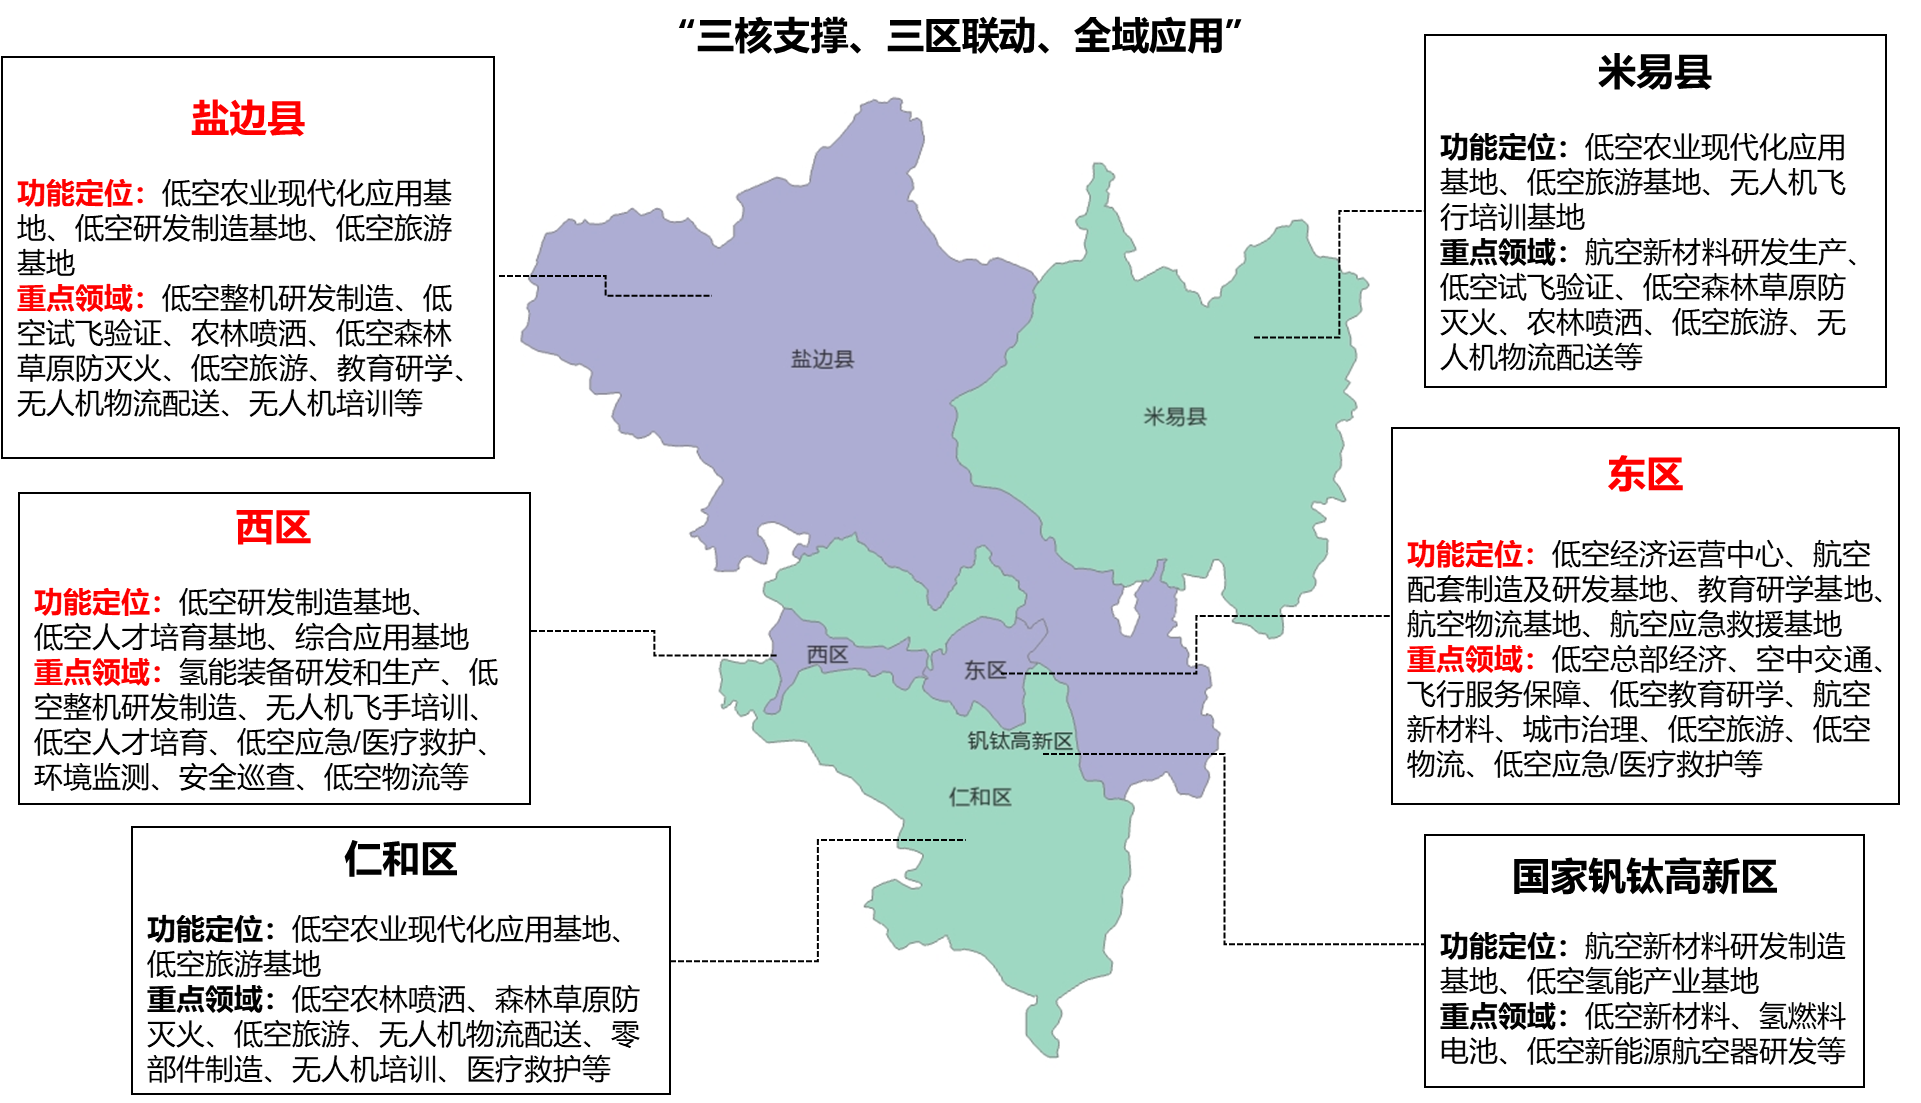 “三核支撑、三区联动、全域应用”
盐边县
功能定位：低空农业现代化应用基
地、低空研发制造基地、低空旅游
基地
重点领域：低空整机研发制造、低
空试飞验证、农林喷洒、低空森林
草原防灭火、低空旅游、教育研学、
无人机物流配送、无人机培训等
西区
功能定位：低空研发制造基地、
低空人才培育基地、综合应用基地
重点领域：氢能装备研发和生产、低
空整机研发制造、无人机飞手培训、
低空人才培育、低空应急/医疗救护、
环境监测、安全巡查、低空物流等
仁和区
功能定位：低空农业现代化应用基地、
低空旅游基地
重点领域：低空农林喷洒、森林草原防
灭火、低空旅游、无人机物流配送、零
部件制造、无人机培训、医疗救护等
盐边县
米易县
西区
东区
钒钛高新区
仁和区
米易县
功能定位：低空农业现代化应用
基地、低空旅游基地、无人机飞
行培训基地
重点领域：航空新材料研发生产、
低空试飞验证、低空森林草原防
灭火、农林喷洒、低空旅游、无
人机物流配送等
东区
功能定位：低空经济运营中心、航空
配套制造及研发基地、教育研学基地、
航空物流基地、航空应急救援基地
重点领域：低空总部经济、空中交通、
飞行服务保障、低空教育研学、航空
新材料、城市治理、低空旅游、低空
物流、低空应急/医疗救护等
国家钒钛高新区
功能定位：航空新材料研发制造
基地、低空氢能产业基地
重点领域：低空新材料、氢燃料
电池、低空新能源航空器研发等